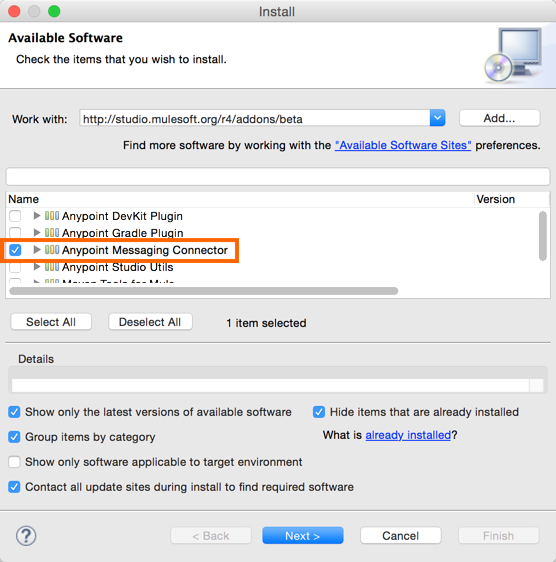 Install
Available Software
Check the items that you wish to install.
Work with: http://studio.mulesoft.org/r4/addons/beta Add...
Find more software by working with the "Available Software Sites" preferences.
Name Version
Anypoint DevKit Plugin
Anypoint Gradle Plugin
Anypoint Messaging Connector
Anypoint Studio Utils
Maven Tools for Mule
Select All Deselect All 1 item selected
Details
Show only the latest versions of available software Hide items that are already installed
Group items by category What is already installed?
Show only software applicable to target environment
Contact all update sites during install to find required software
? < Back Next > Cancel Finish